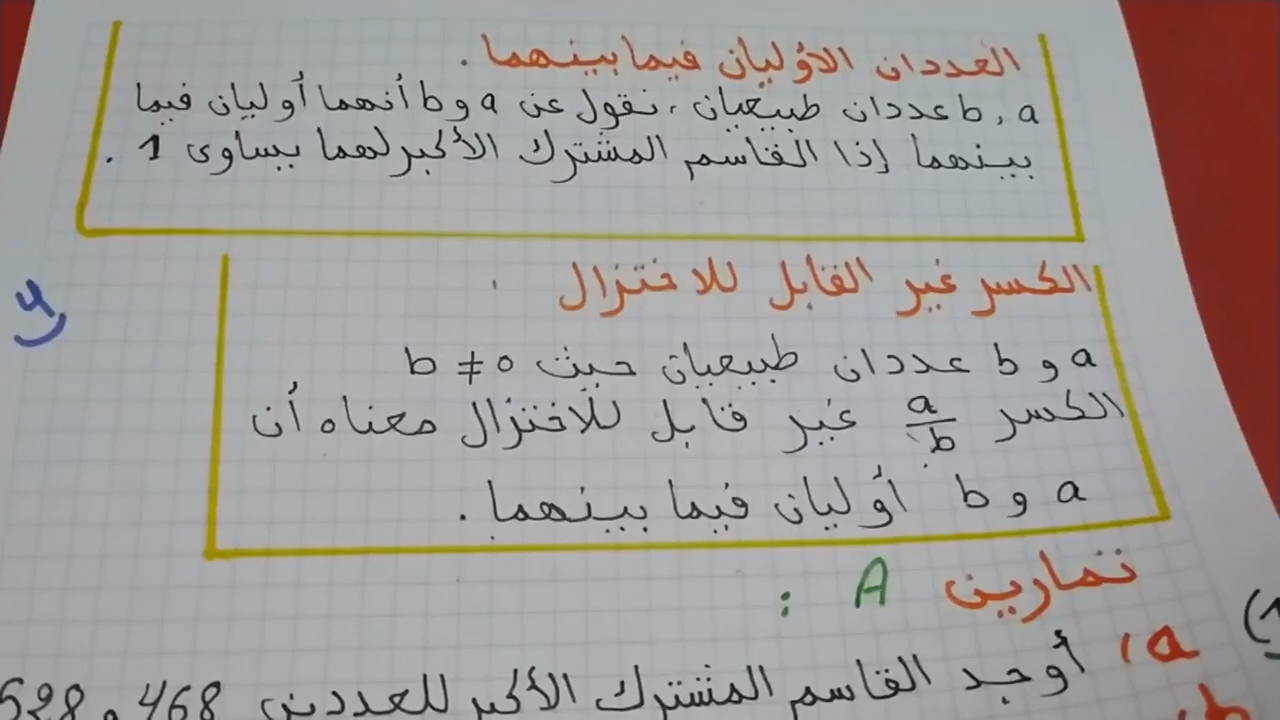 العددان الأوليان فيما بينهما .
a , b عددان طبيعيان ، نقول عن a و b أنهما أوليان فيما
بينهما إذا القاسم المشترك الأكبر لهما يساوى 1 .
الكسر غير القابل للاختزال
a و b عددان طبيعيان حيث b ≠ 0
الكسر a/b غير قابل للاختزال معناه أن
a و b أوليان فيما بينهما .
تمارين A :
(1
a) أوجد القاسم المشترك الأكبر للعددين 468 و 528
b